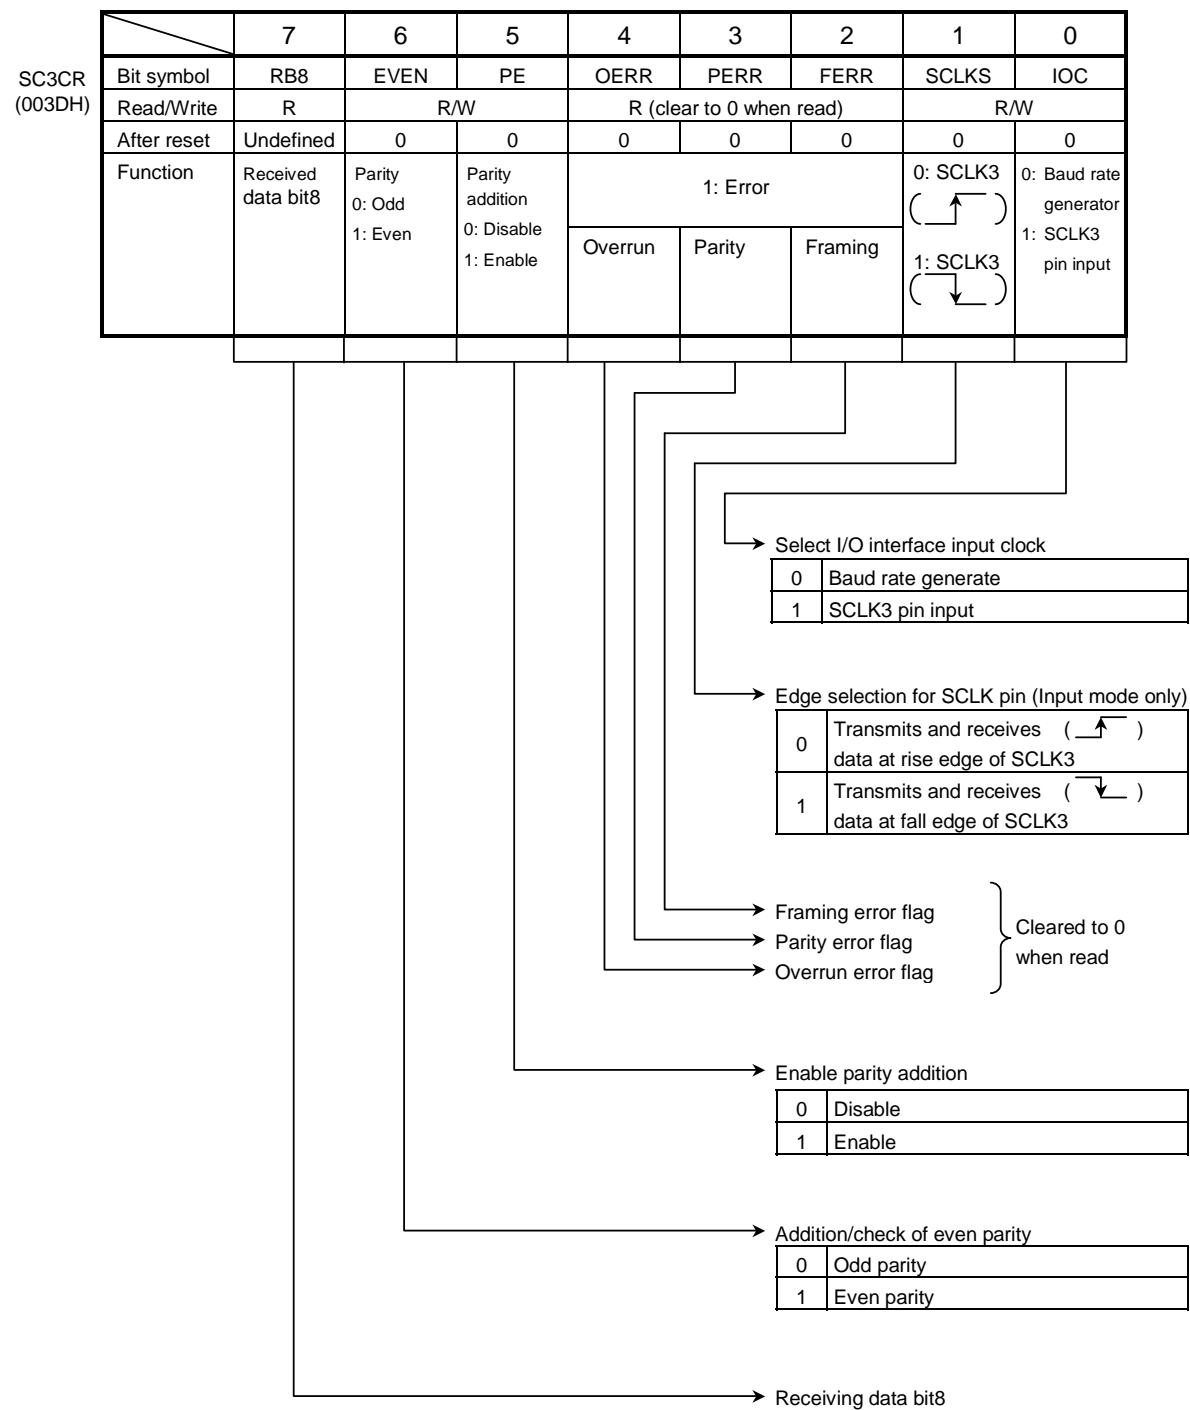 7 6 5 4 3 2 1 0
SC3CR
(003DH)
Bit symbol RB8 EVEN PE OERR PERR FERR SCLKS IOC
Read/Write R R/W R (clear to 0 when read) R/W
After reset Undefined 0 0 0 0 0 0 0
Function
Received
data bit8
Parity
0: Odd
1: Even
Parity
addition
0: Disable
1: Enable
1: Error
Overrun
Parity
Framing
0: SCLK3
( )
1: SCLK3
( )
0: Baud rate
generator
1: SCLK3
pin input
Select I/O interface input clock
0 Baud rate generate
1 SCLK3 pin input
Edge selection for SCLK pin (Input mode only)
0 Transmits and receives ( )
data at rise edge of SCLK3
1 Transmits and receives ( )
data at fall edge of SCLK3
Framing error flag
Parity error flag
Overrun error flag
Cleared to 0
when read
Enable parity addition
0 Disable
1 Enable
Addition/check of even parity
0 Odd parity
1 Even parity
Receiving data bit8